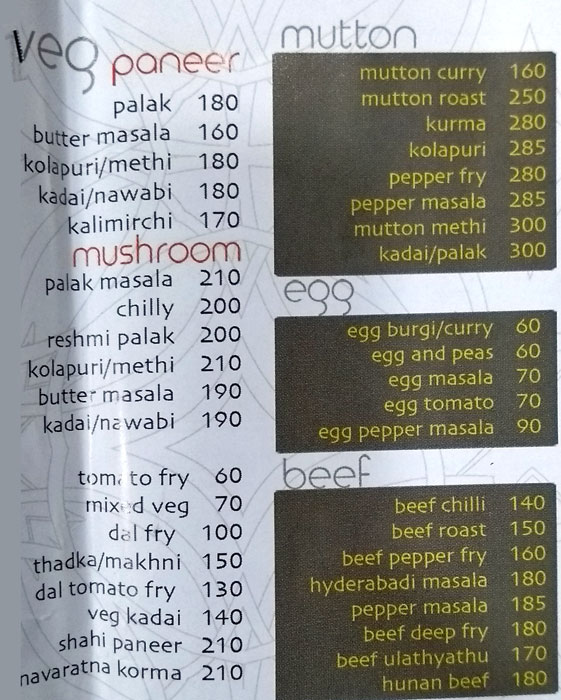 veg
paneer
palak 180
butter masala 160
kolapuri/methi 180
kadai/nawabi 180
kalimirchi 170
mushroom
palak masala 210
chilly 200
reshmi palak 200
kolapuri/methi 210
butter masala 190
kadai/nawabi 190
tomato fry 60
mixed veg 70
dal fry 100
thadka/makhni 150
dal tomato fry 130
veg kadai 140
shahi paneer 210
navaratna korma 210
mutton
mutton curry 160
mutton roast 250
kurma 280
kolapuri 285
pepper fry 280
pepper masala 285
mutton methi 300
kadai/palak 300
egg
egg burgi/curry 60
egg and peas 60
egg masala 70
egg tomato 70
egg pepper masala 90
beef
beef chilli 140
beef roast 150
beef pepper fry 160
hyderabadi masala 180
pepper masala 185
beef deep fry 180
beef ulathyathu 170
hunan beef 180